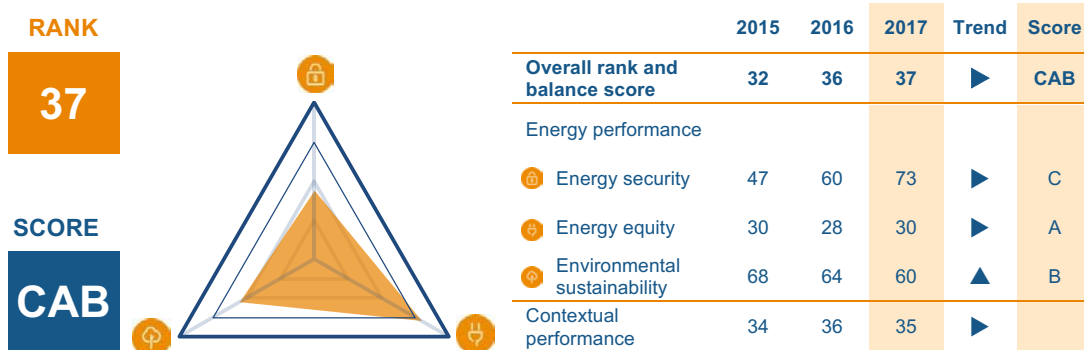 RANK
37
SCORE
CAB
2015 2016 2017 Trend Score
Overall rank and
balance score 32 36 37 CAB
Energy performance
Energy security 47 60 73 C
Energy equity 30 28 30 A
Environmental
sustainability 68 64 60 B
Contextual
performance 34 36 35